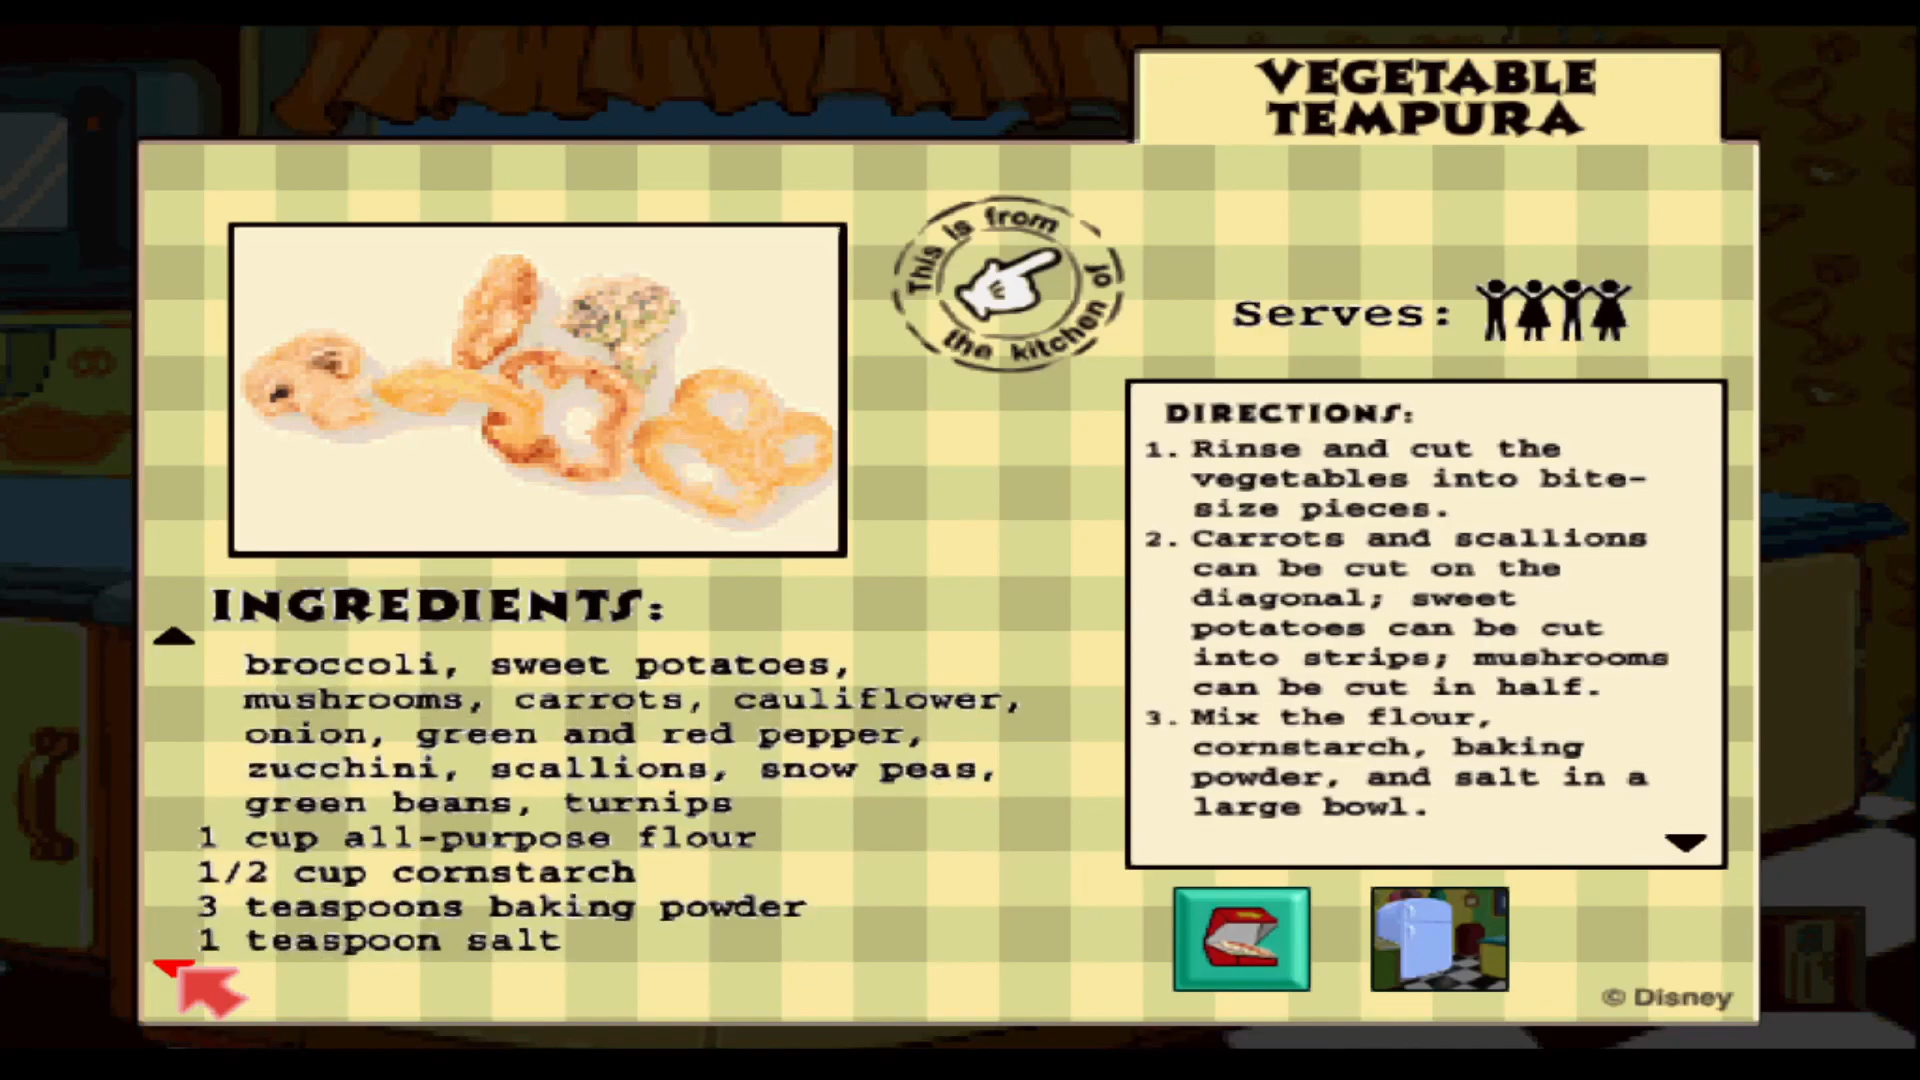 VEGETABLE
TEMPURA
This is from
the kitchen of
Serves:
INGREDIENTS:
broccoli, sweet potatoes,
mushrooms, carrots, cauliflower,
onion, green and red pepper,
zucchini, scallions, snow peas,
green beans, turnips
1 cup all-purpose flour
1/2 cup cornstarch
3 teaspoons baking powder
1 teaspoon salt
DIRECTIONS:
1. Rinse and cut the
vegetables into bite-
size pieces.
2. Carrots and scallions
can be cut on the
diagonal; sweet
potatoes can be cut
into strips; mushrooms
can be cut in half.
3. Mix the flour,
cornstarch, baking
powder, and salt in a
large bowl.
© Disney